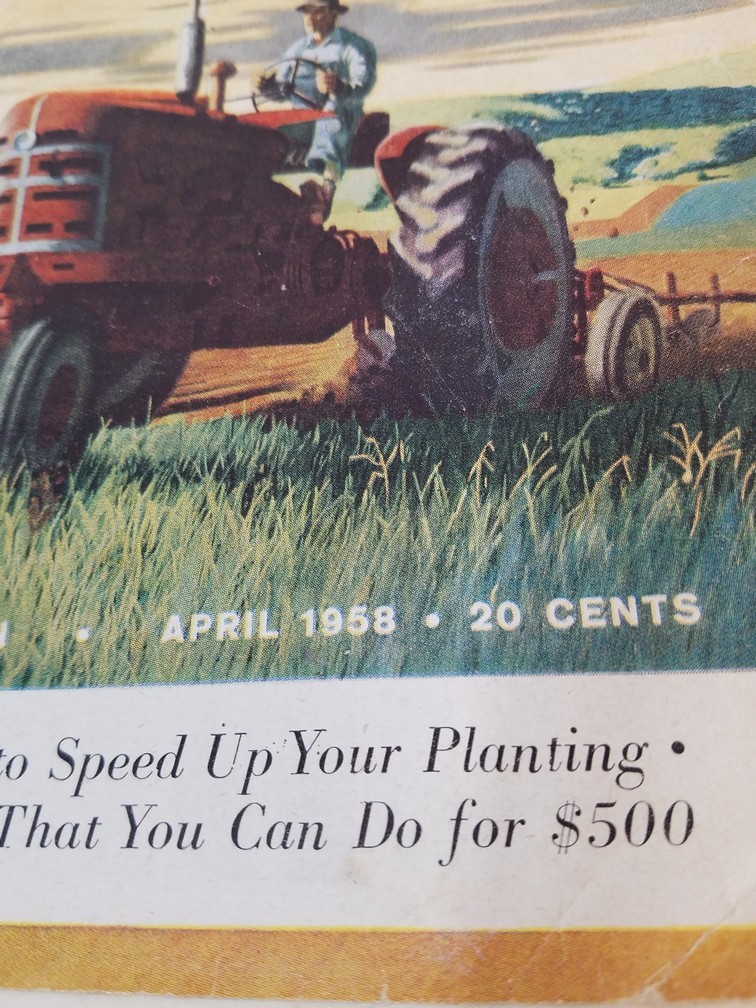 • APRIL 1958 • 20 CENTS
to Speed Up Your Planting •
That You Can Do for $500